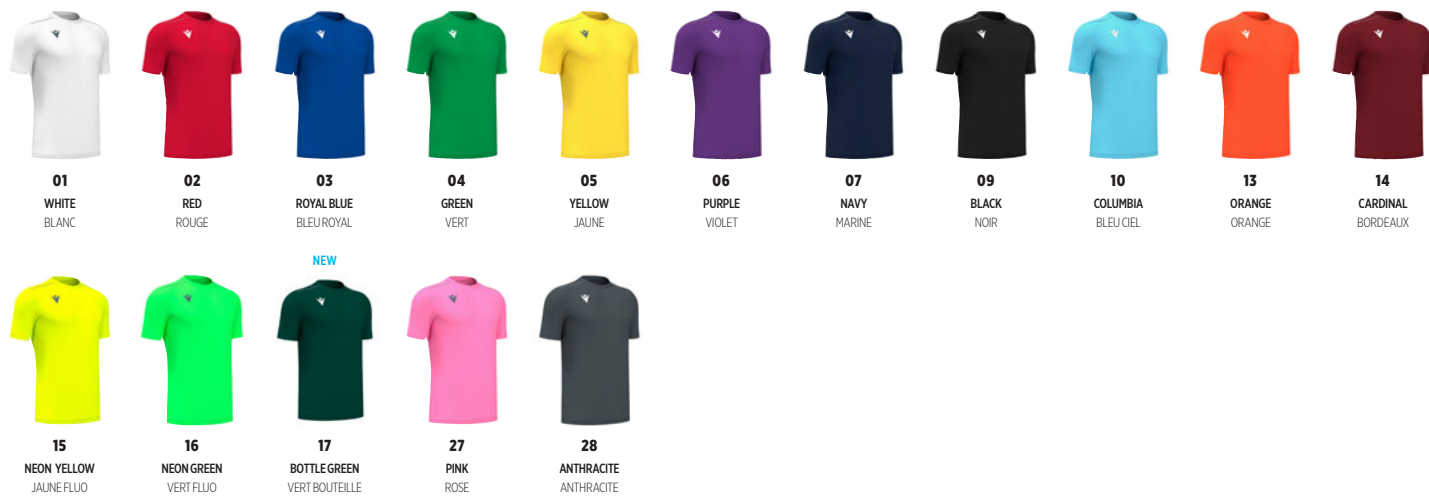 01
WHITE
BLANC
02
RED
ROUGE
03
ROYAL BLUE
BLEU ROYAL
04
GREEN
VERT
05
YELLOW
JAUNE
06
PURPLE
VIOLET
07
NAVY
MARINE
09
BLACK
NOIR
10
COLUMBIA
BLEU CIEL
13
ORANGE
ORANGE
14
CARDINAL
BORDEAUX
15
NEON YELLOW
JAUNE FLUO
16
NEON GREEN
VERT FLUO
NEW
17
BOTTLE GREEN
VERT BOUTEILLE
27
PINK
ROSE
28
ANTHRACITE
ANTHRACITE